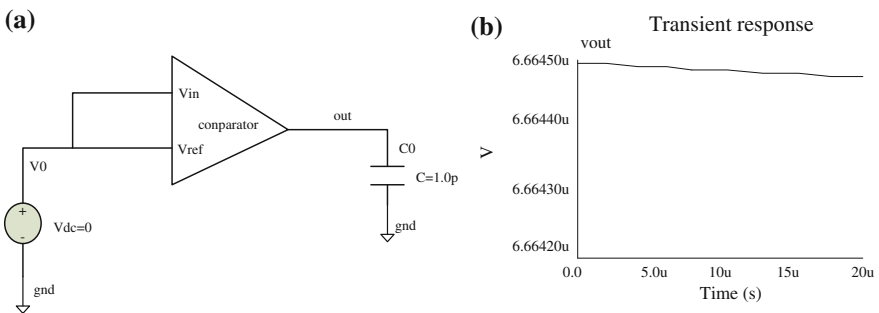 (a)
Vin
conparator
Vref
out
V0
C0
C=1.0p
+
Vdc=0
-
gnd
gnd
(b)
Transient response
vout
6.66450u
6.66440u
V
6.66430u
6.66420u
0.0 5.0u 10u 15u 20u
Time (s)